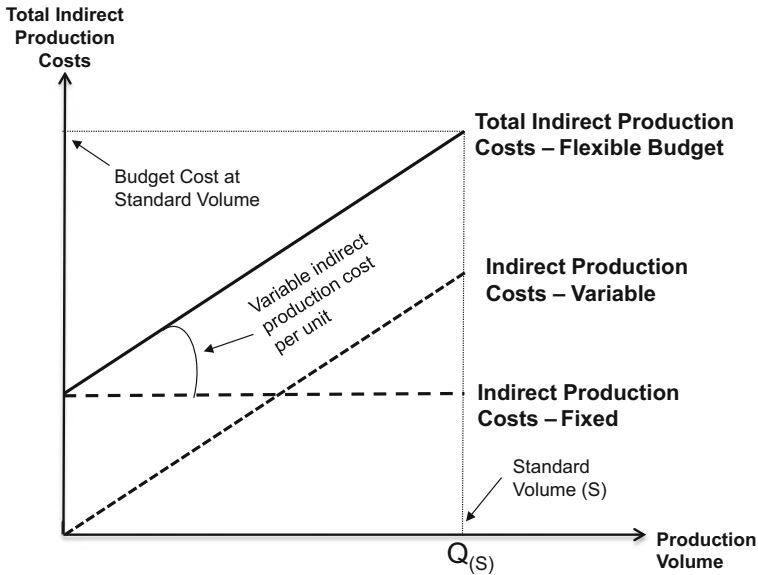 Total Indirect
Production
Costs
Total Indirect Production
Costs – Flexible Budget
Budget Cost at
Standard Volume
Variable indirect
production cost
per unit
Indirect Production
Costs – Variable
Indirect Production
Costs – Fixed
Standard
Volume (S)
Q(S)
Production
Volume